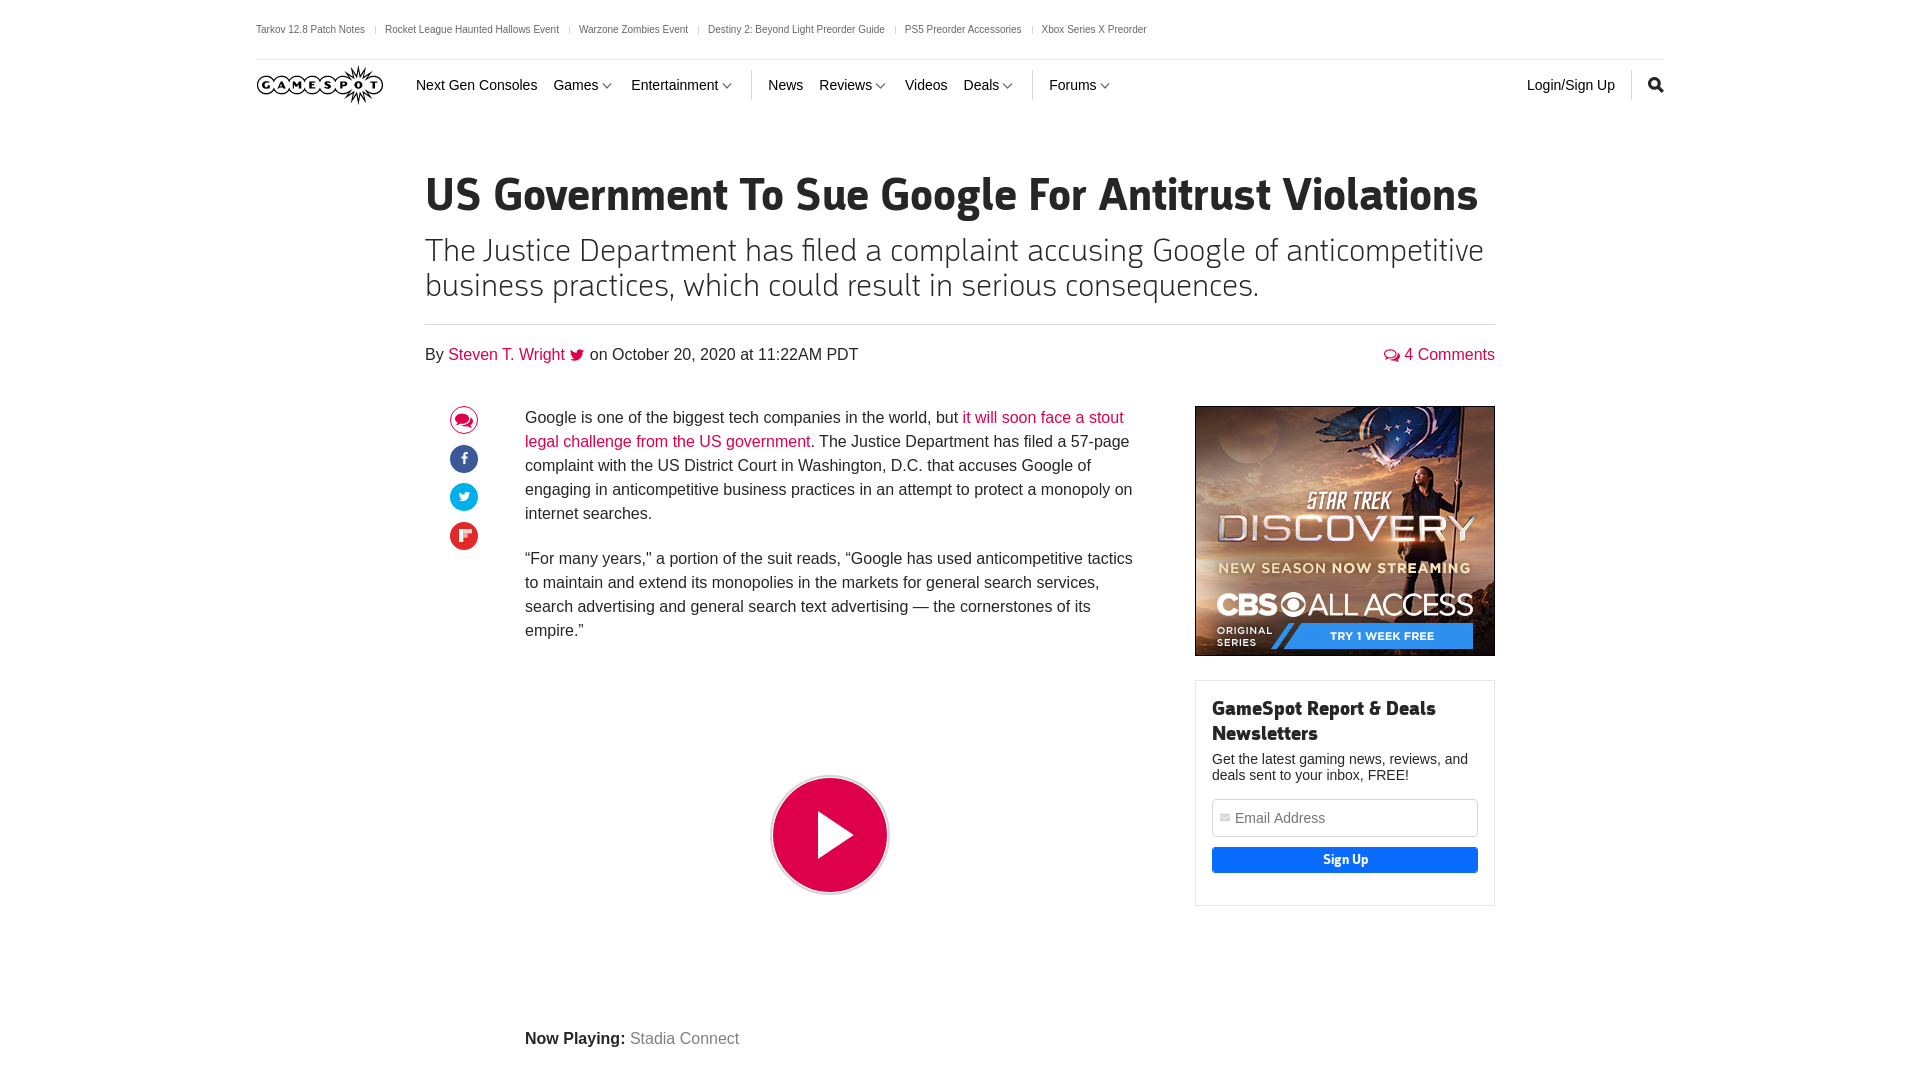 Tarkov 12.8 Patch Notes
Rocket League Haunted Hallows Event
Warzone Zombies Event
Destiny 2: Beyond Light Preorder Guide
PS5 Preorder Accessories
Xbox Series X Preorder
GAMESPOT
Next Gen Consoles
Games
Entertainment
News
Reviews
Videos
Deals
Forums
Login/Sign Up
US Government To Sue Google For Antitrust Violations
The Justice Department has filed a complaint accusing Google of anticompetitive
business practices, which could result in serious consequences.
By Steven T. Wright on October 20, 2020 at 11:22AM PDT
4 Comments
Google is one of the biggest tech companies in the world, but it will soon face a stout
legal challenge from the US government. The Justice Department has filed a 57-page
complaint with the US District Court in Washington, D.C. that accuses Google of
engaging in anticompetitive business practices in an attempt to protect a monopoly on
internet searches.
“For many years," a portion of the suit reads, “Google has used anticompetitive tactics
to maintain and extend its monopolies in the markets for general search services,
search advertising and general search text advertising — the cornerstones of its
empire.”
Now Playing: Stadia Connect
STAR TREK
DISCOVERY
NEW SEASON NOW STREAMING
CBS ALL ACCESS
ORIGINAL
SERIES
TRY 1 WEEK FREE
GameSpot Report & Deals
Newsletters
Get the latest gaming news, reviews, and
deals sent to your inbox, FREE!
Email Address
Sign Up